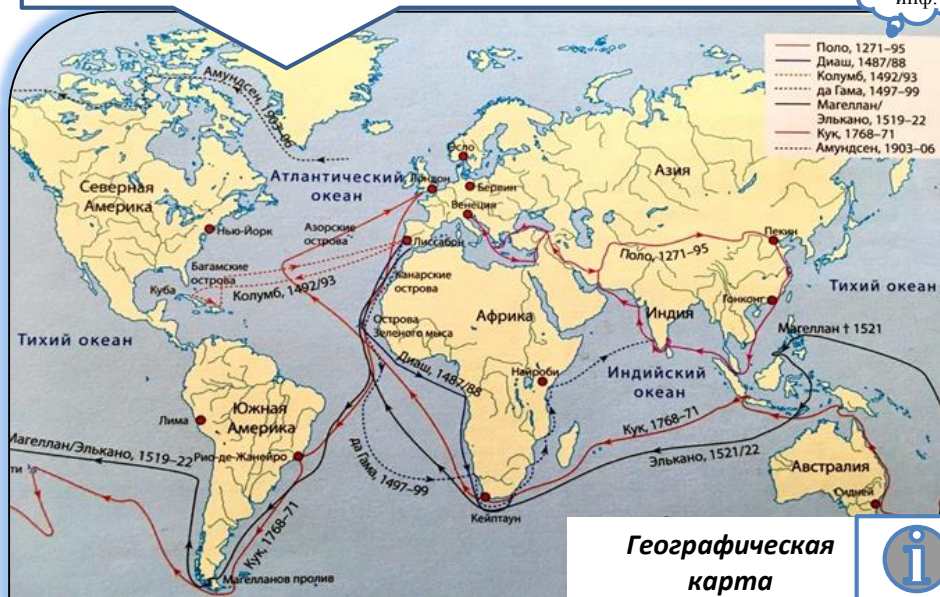 инф.
Поло, 1271–95
Диаш, 1487/88
Колумб, 1492/93
да Гама, 1497–99
Магеллан/
Элькано, 1519–22
Кук, 1768–71
Амундсен, 1903–06
Амундсен, 1903–06
Северная
Америка
Атлантический
океан
Осло
Лондон
Бервин
Венеция
Азия
Нью-Йорк
Азорские
острова
Лиссабон
Поло, 1271–95
Пекин
Багамские
острова
Куба
Колумб, 1492/93
Канарские
острова
Гонконг
Тихий океан
Тихий океан
Острова
Зеленого мыса
Африка
Индия
Магеллан † 1521
Диаш, 1487/88
Найроби
Индийский
океан
Лима
Южная
Америка
Кук, 1768–71
Магеллан/Элькано, 1519–22
Рио-де-Жанейро
да Гама, 1497–99
Элькано, 1521/22
Австралия
ти
Сидней
Кейптаун
Кук, 1768–71
Магелланов пролив
Географическая
карта
i